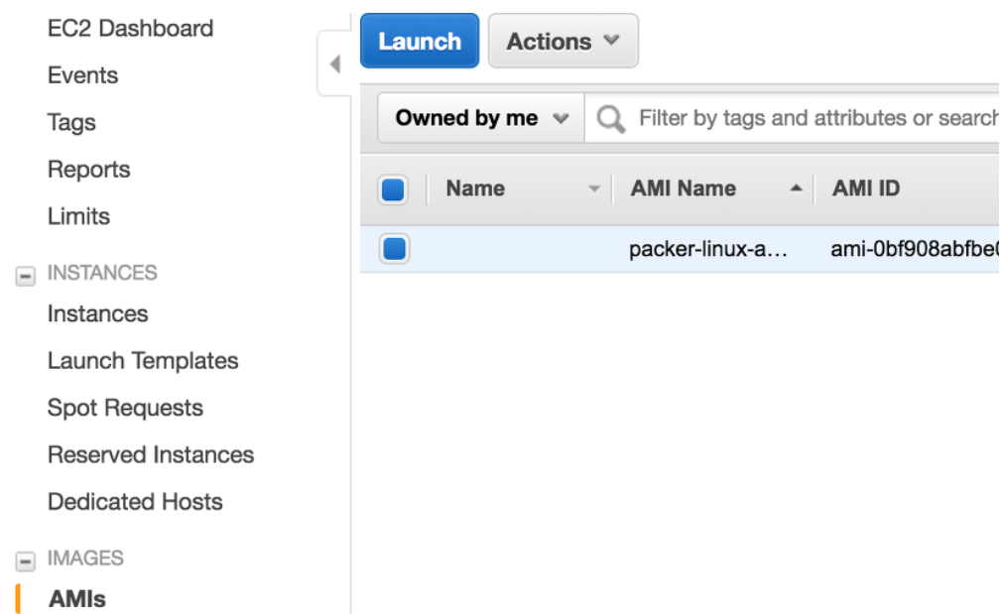 EC2 Dashboard
Events
Tags
Reports
Limits
INSTANCES
Instances
Launch Templates
Spot Requests
Reserved Instances
Dedicated Hosts
IMAGES
AMIs
Launch Actions
Owned by me Filter by tags and attributes or search
Name AMI Name AMI ID
packer-linux-a... ami-0bf908abfbe0